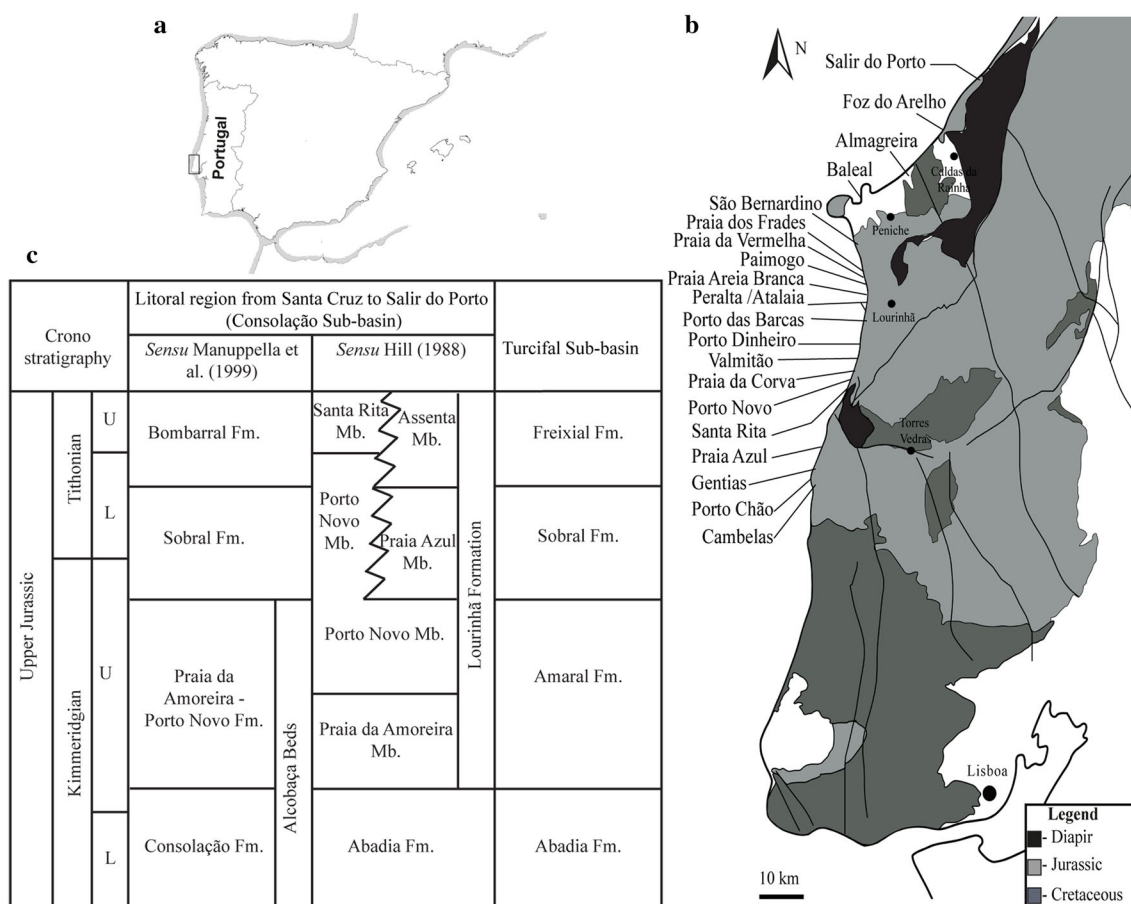 a
Portugal
b
N
Salir do Porto
Foz do Arelho
Almagreira
Baleal
São Bernardino
Praia dos Frades
Praia da Vermelha
Paimogo
Praia Areia Branca
Peralta /Atalaia
Porto das Barcas
Porto Dinheiro
Valmitão
Praia da Corva
Porto Novo
Santa Rita
Praia Azul
Gentias
Porto Chão
Cambelas
Caldas da
Rainha
Peniche
Lourinhã
Torres
Vedras
Lisboa
10 km
Legend
- Diapir
- Jurassic
- Cretaceous
c
Crono
stratigraphy
Litoral region from Santa Cruz to Salir do Porto
(Consolação Sub-basin)
Sensu Manuppella et
al. (1999)
Sensu Hill (1988)
Turcifal Sub-basin
Upper Jurassic
Tithonian
Kimmeridgian
U
L
U
L
Bombarral Fm.
Sobral Fm.
Praia da
Amoreira -
Porto Novo Fm.
Consolação Fm.
Alcobaça Beds
Santa Rita
Mb.
Assenta
Mb.
Porto
Novo
Mb.
Praia Azul
Mb.
Porto Novo Mb.
Praia da Amoreira
Mb.
Abadia Fm.
Lourinhã Formation
Freixial Fm.
Sobral Fm.
Amaral Fm.
Abadia Fm.